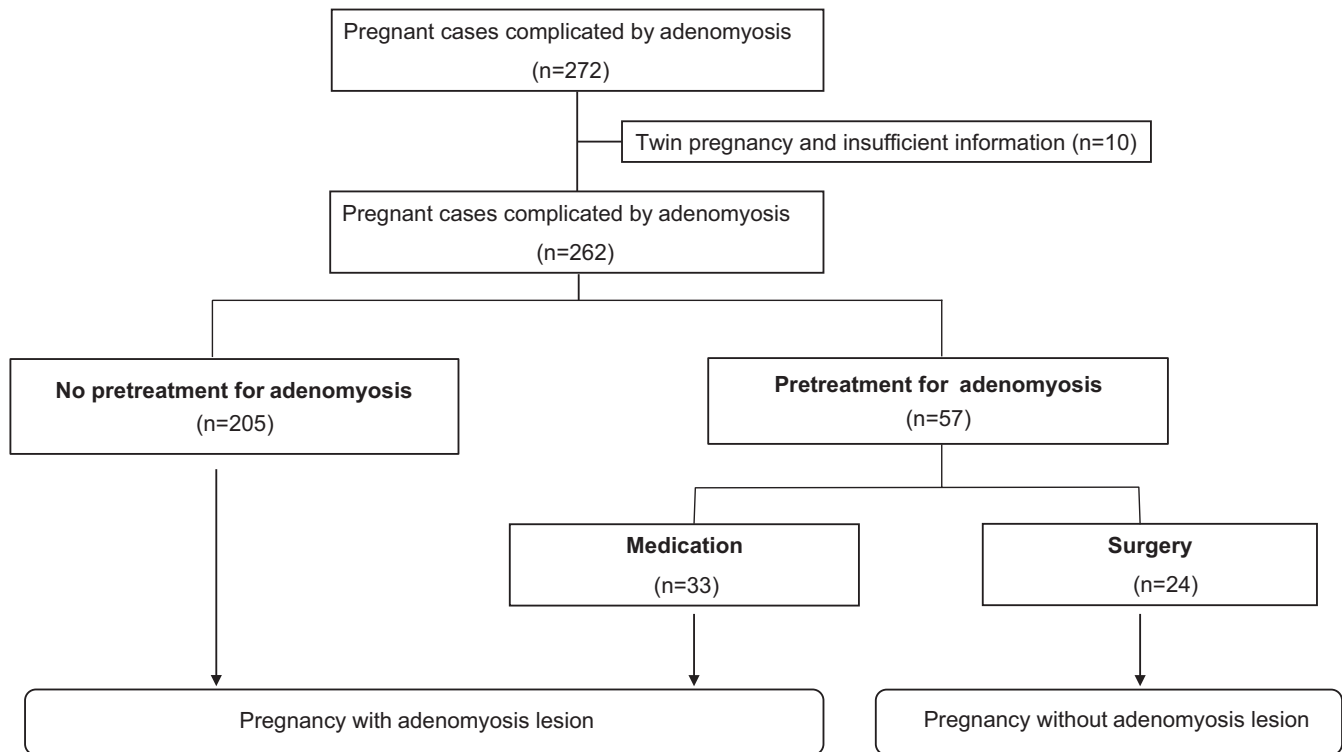 Pregnant cases complicated by adenomyosis
(n=272)
Twin pregnancy and insufficient information (n=10)
Pregnant cases complicated by adenomyosis
(n=262)
No pretreatment for adenomyosis
(n=205)
Pretreatment for adenomyosis
(n=57)
Medication
(n=33)
Surgery
(n=24)
Pregnancy with adenomyosis lesion
Pregnancy without adenomyosis lesion